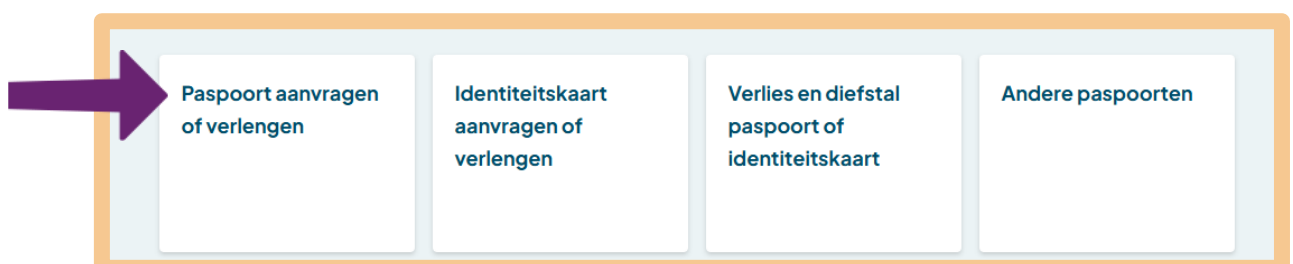 Paspoort aanvragen
of verlengen
Identiteitskaart
aanvragen of
verlengen
Verlies en diefstal
paspoort of
identiteitskaart
Andere paspoorten